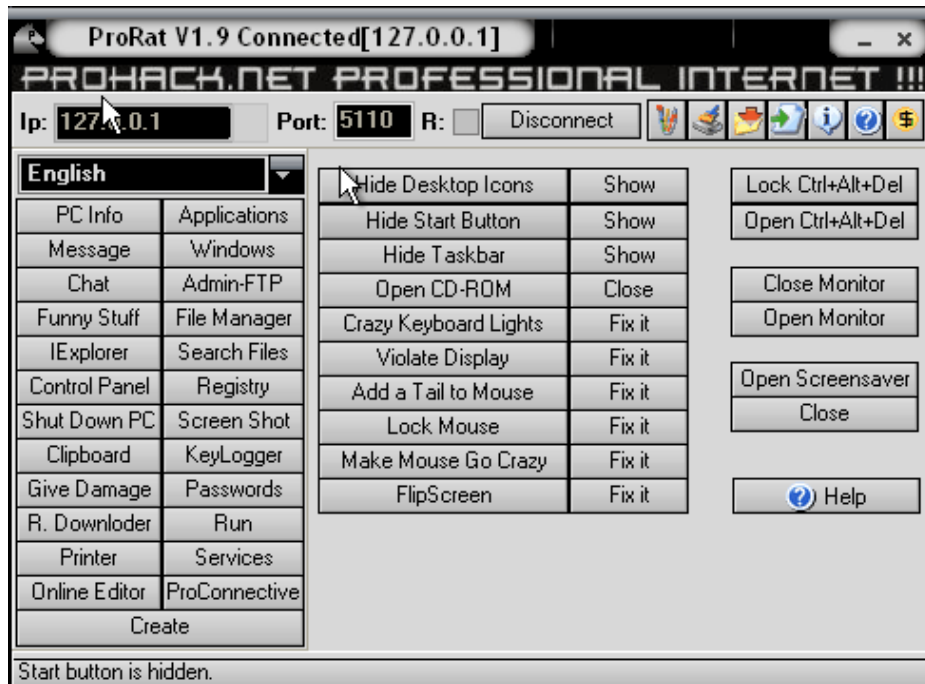 ProRat V1.9 Connected[127.0.0.1]
PROHACK.NET PROFESSIONAL INTERNET !!!
Ip: 127.0.0.1 Port: 5110 R: Disconnect
English
PC Info Applications
Message Windows
Chat Admin-FTP
Funny Stuff File Manager
IExplorer Search Files
Control Panel Registry
Shut Down PC Screen Shot
Clipboard KeyLogger
Give Damage Passwords
R. Downloder Run
Printer Services
Online Editor ProConnective
Create
Hide Desktop Icons Show
Hide Start Button Show
Hide Taskbar Show
Open CD-ROM Close
Crazy Keyboard Lights Fix it
Violate Display Fix it
Add a Tail to Mouse Fix it
Lock Mouse Fix it
Make Mouse Go Crazy Fix it
FlipScreen Fix it
Lock Ctrl+Alt+Del
Open Ctrl+Alt+Del
Close Monitor
Open Monitor
Open Screensaver
Close
Help
Start button is hidden.